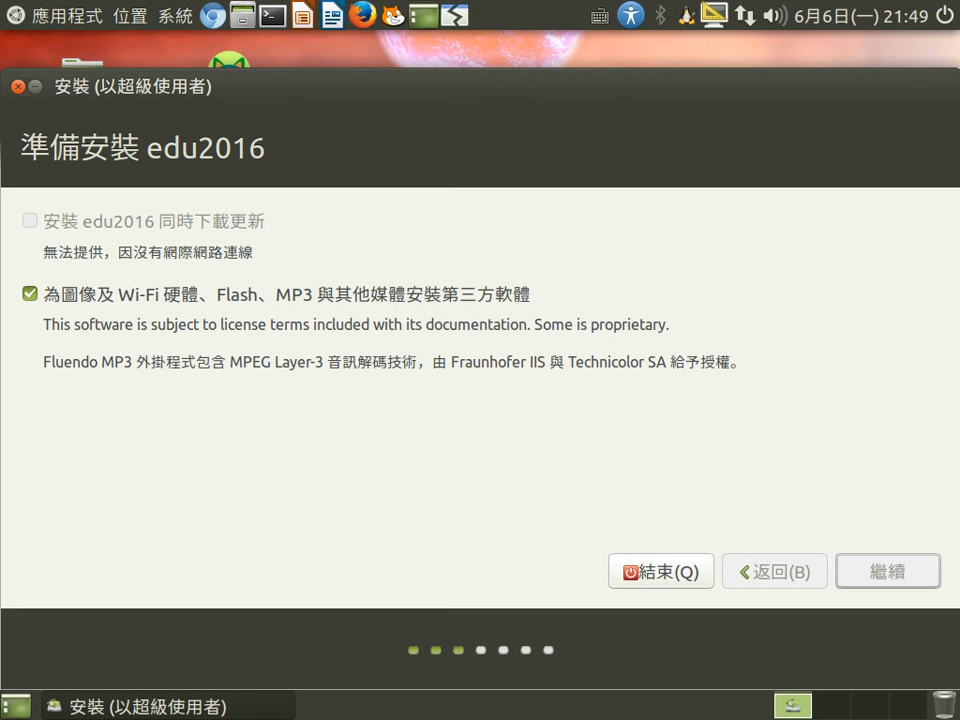 應用程式 位置 系統 6月6日(一) 21:49
安裝 (以超級使用者)
準備安裝 edu2016
安裝 edu2016 同時下載更新
無法提供，因沒有網際網路連線
為圖像及 Wi-Fi 硬體、Flash、MP3 與其他媒體安裝第三方軟體
This software is subject to license terms included with its documentation. Some is proprietary.
Fluendo MP3 外掛程式包含 MPEG Layer-3 音訊解碼技術，由 Fraunhofer IIS 與 Technicolor SA 給予授權。
結束(Q) 返回(B) 繼續
安裝 (以超級使用者)